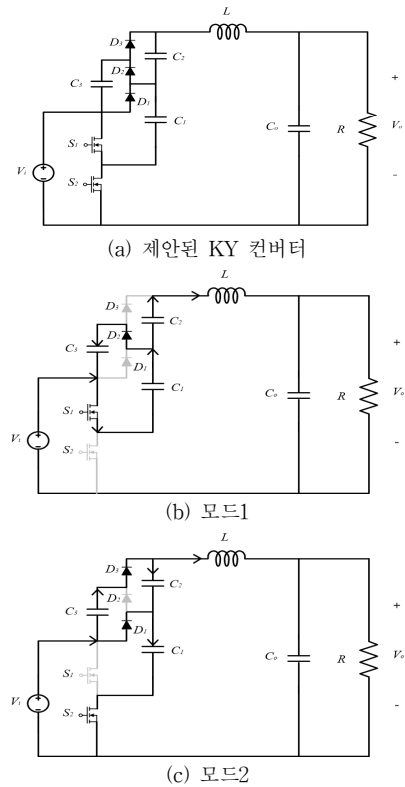 L
D₃
D₂
C₂
C₃
D₁
+
C₁
S₁
Cₒ
R
Vₒ
Vᵢ
S₂
-
(a) 제안된 KY 컨버터
L
D₃
C₂
D₂
C₃
+
D₁
C₁
S₁
Cₒ
R
Vₒ
Vᵢ
S₂
-
(b) 모드1
L
D₃
C₂
D₂
C₃
+
D₁
C₁
S₁
Cₒ
R
Vₒ
Vᵢ
S₂
-
(c) 모드2